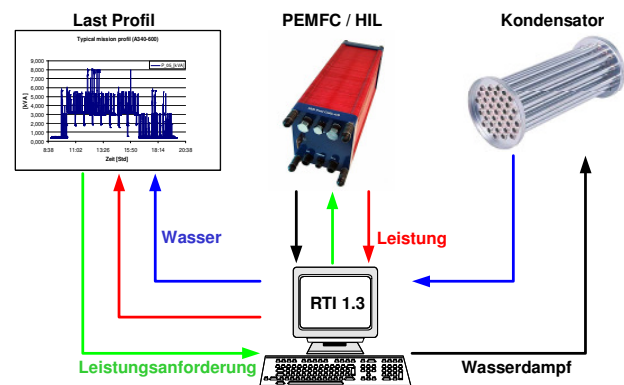 Last Profil
PEMFC / HIL
Kondensator
Typical mission profil (A340-600)
[kVA]
9,000
8,000
7,000
6,000
5,000
4,000
3,000
2,000
1,000
0,000
8:38
11:02
13:26
15:50
18:14
20:38
Zeit [Std]
Wasser
Leistung
RTI 1.3
Leistungsanforderung
Wasserdampf